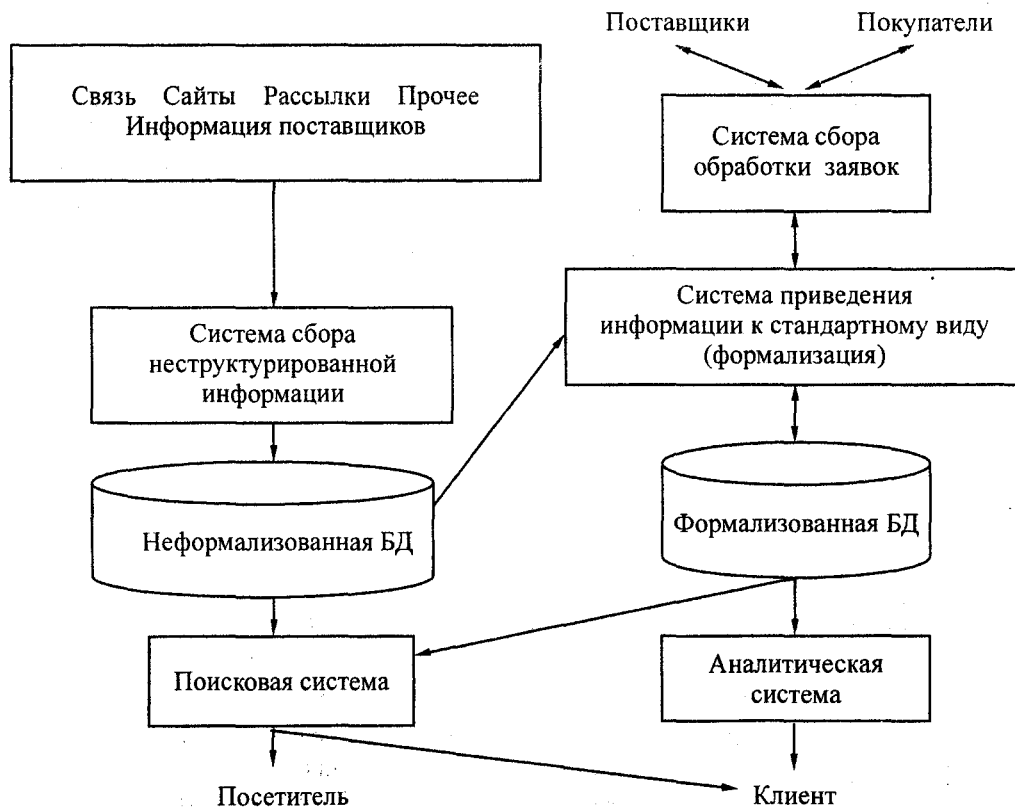 Поставщики Покупатели
Связь Сайты Рассылки Прочее
Информация поставщиков
Система сбора
обработки заявок
Система сбора
неструктурированной
информации
Система приведения
информации к стандартному виду
(формализация)
Неформализованная БД
Формализованная БД
Поисковая система
Аналитическая
система
Посетитель
Клиент